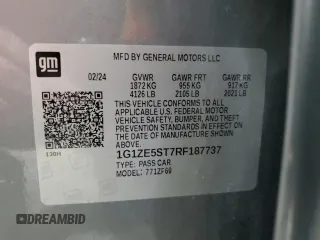 gm
MFD BY GENERAL MOTORS LLC
02/24 GVWR GAWR FRT GAWR RR
1872 KG 955 KG 917 KG
4126 LB 2105 LB 2021 LB
THIS VEHICLE CONFORMS TO ALL
APPLICABLE U.S. FEDERAL MOTOR
VEHICLE SAFETY, BUMPER, AND
THEFT PREVENTION STANDARDS IN
EFFECT ON THE DATE OF
MANUFACTURE SHOWN ABOVE.
1G1ZE5ST7RF187737
TYPE: PASS CAR
MODEL: 771ZF69
DREAMBID